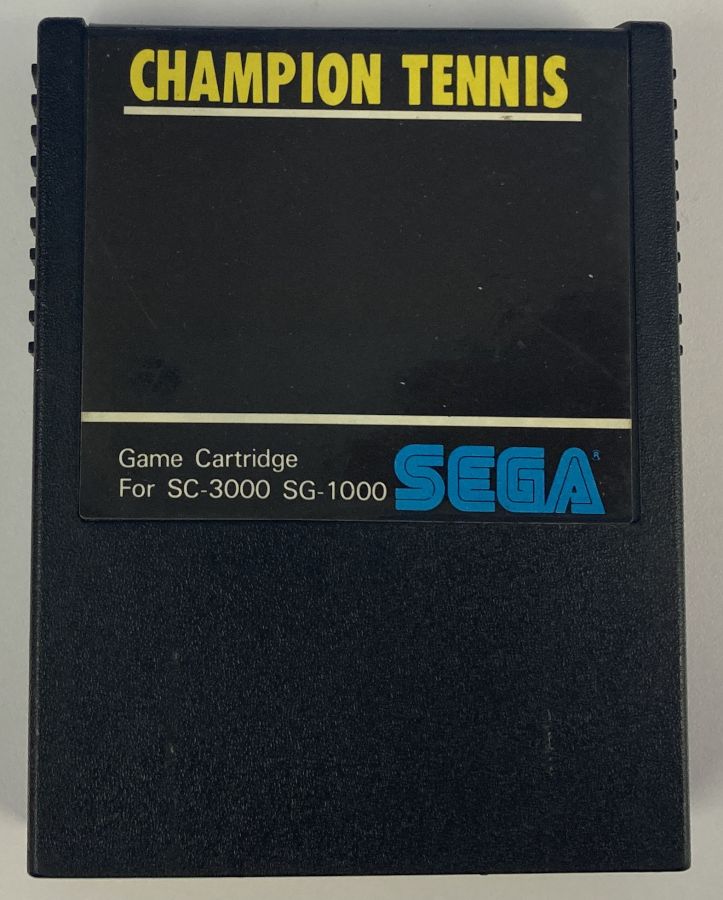 CHAMPION TENNIS
Game Cartridge
For SC-3000 SG-1000
SEGA®